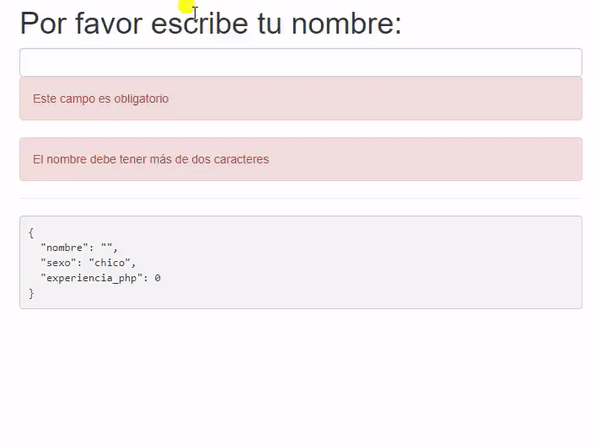 Por favor escribe tu nombre:
Este campo es obligatorio
El nombre debe tener más de dos caracteres
{
"nombre": "",
"sexo": "chico",
"experiencia_php": 0
}